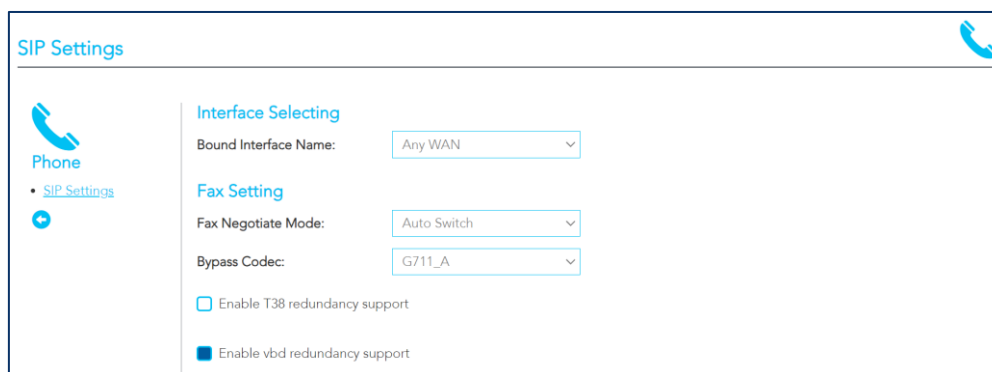 SIP Settings
Phone
• SIP Settings
Interface Selecting
Bound Interface Name: Any WAN
Fax Setting
Fax Negotiate Mode: Auto Switch
Bypass Codec: G711_A
Enable T38 redundancy support
Enable vbd redundancy support